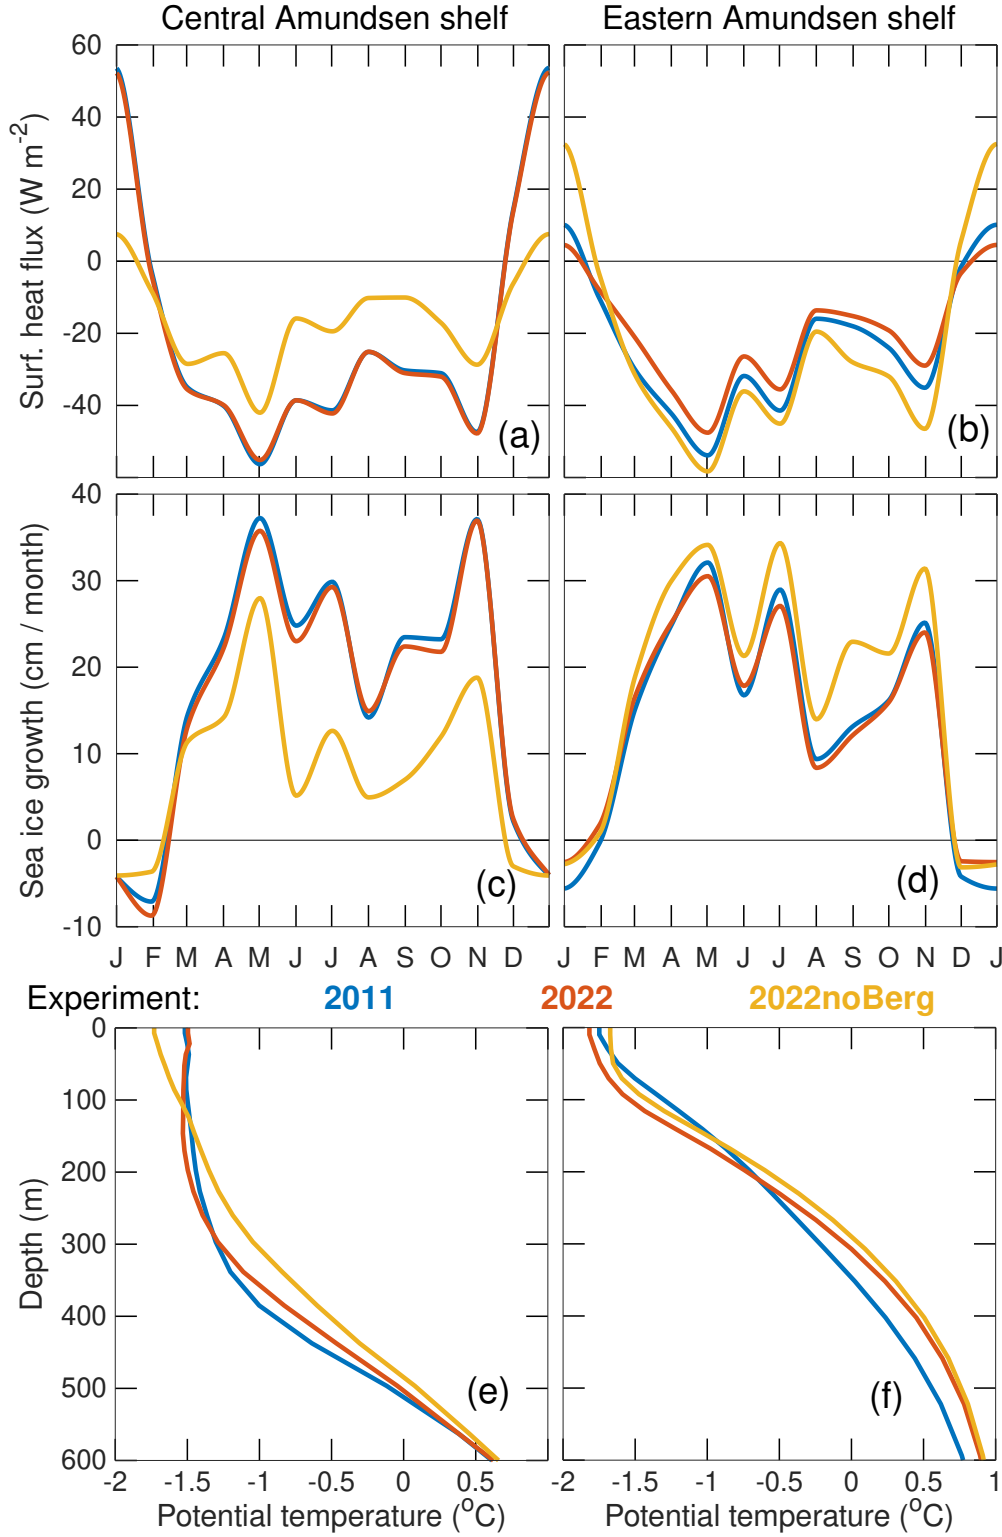 Central Amundsen shelf
Eastern Amundsen shelf
Surf. heat flux (W m-2)
60
40
20
0
-20
-40
(a)
(b)
Sea ice growth (cm / month)
40
30
20
10
0
-10
(c)
(d)
J F M A M J J A S O N D
J F M A M J J A S O N D J
Experiment: 2011 2022 2022noBerg
Depth (m)
0
100
200
300
400
500
600
(e)
(f)
-2 -1.5 -1 -0.5 0 0.5
-2 -1.5 -1 -0.5 0 0.5 1
Potential temperature (oC)
Potential temperature (oC)